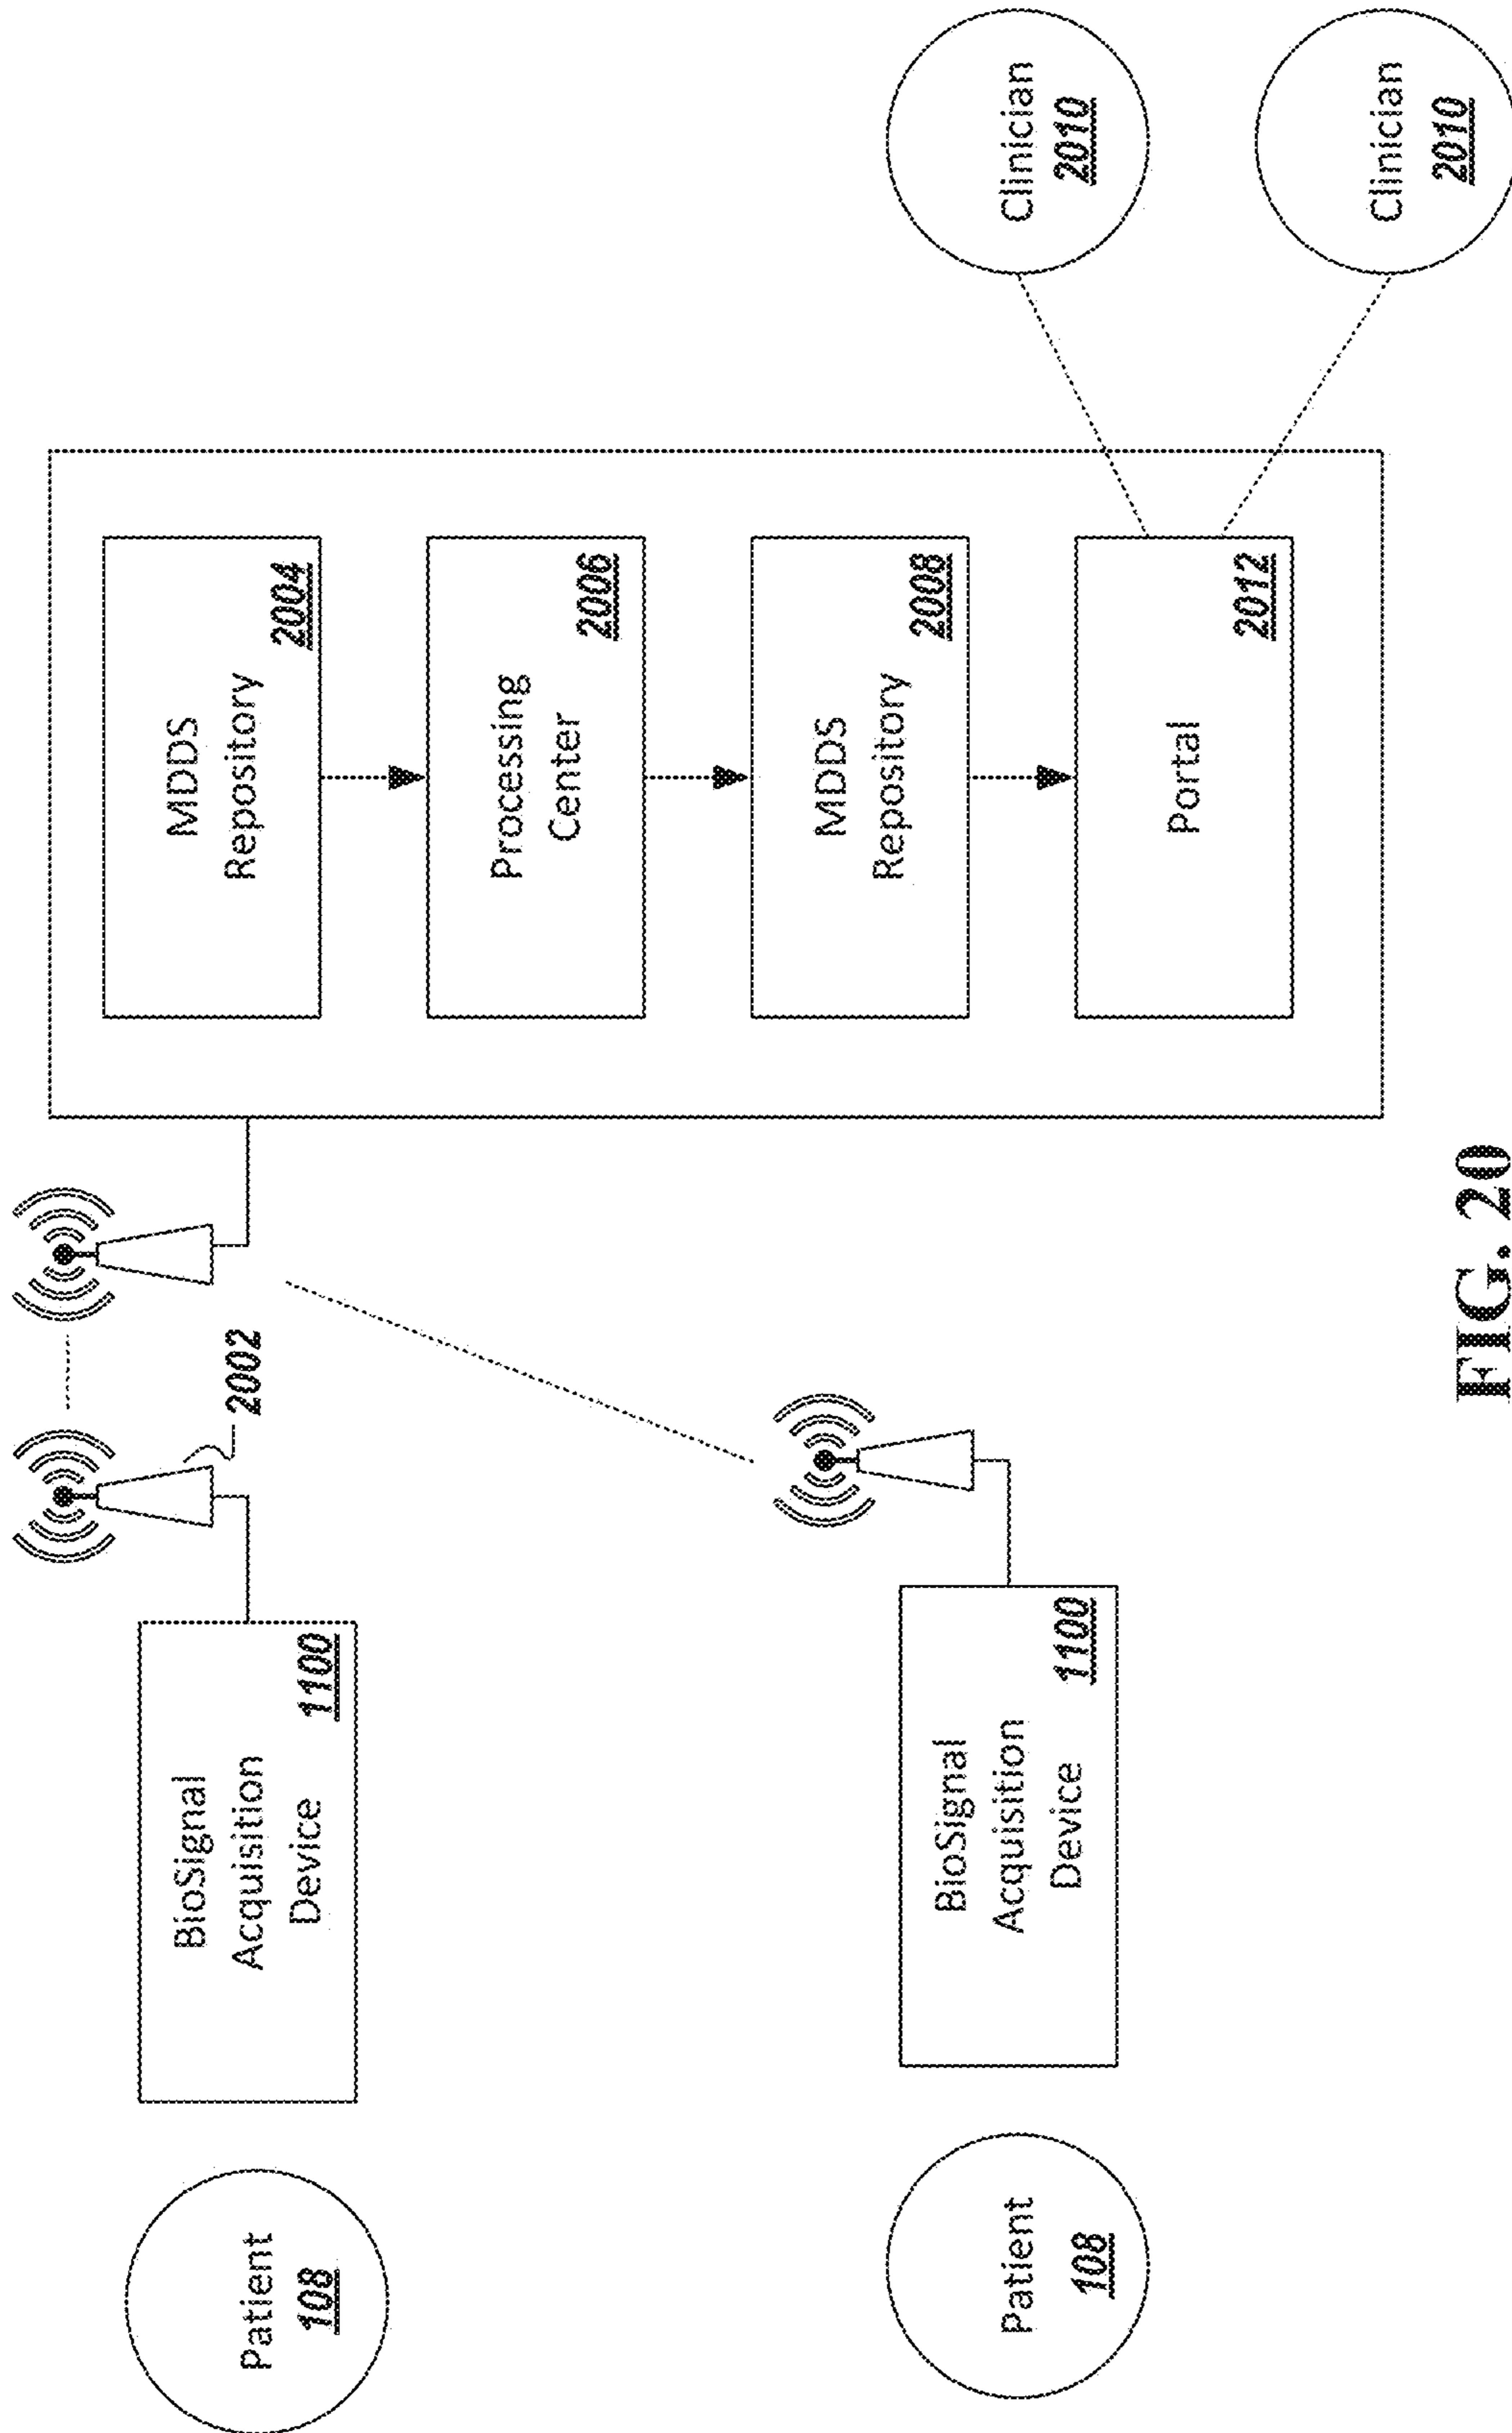 Patient
108
BioSignal
Acquisition
Device
1100
2002
Patient
108
BioSignal
Acquisition
Device
1100
MDDS
Repository
2004
Processing
Center
2006
MDDS
Repository
2008
Portal
2012
Clinician
2010
Clinician
2010
FIG. 20